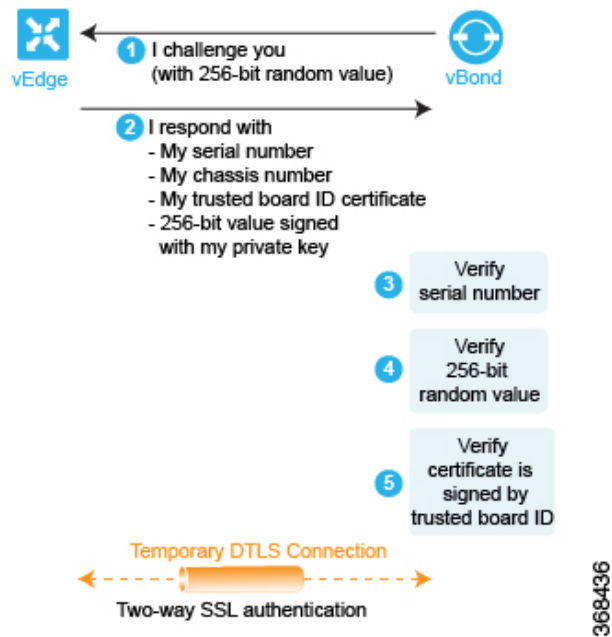 vEdge
vBond
1 I challenge you
(with 256-bit random value)
2 I respond with
- My serial number
- My chassis number
- My trusted board ID certificate
- 256-bit value signed
with my private key
3 Verify
serial number
4 Verify
256-bit
random value
5 Verify
certificate is
signed by
trusted board ID
Temporary DTLS Connection
Two-way SSL authentication
368436